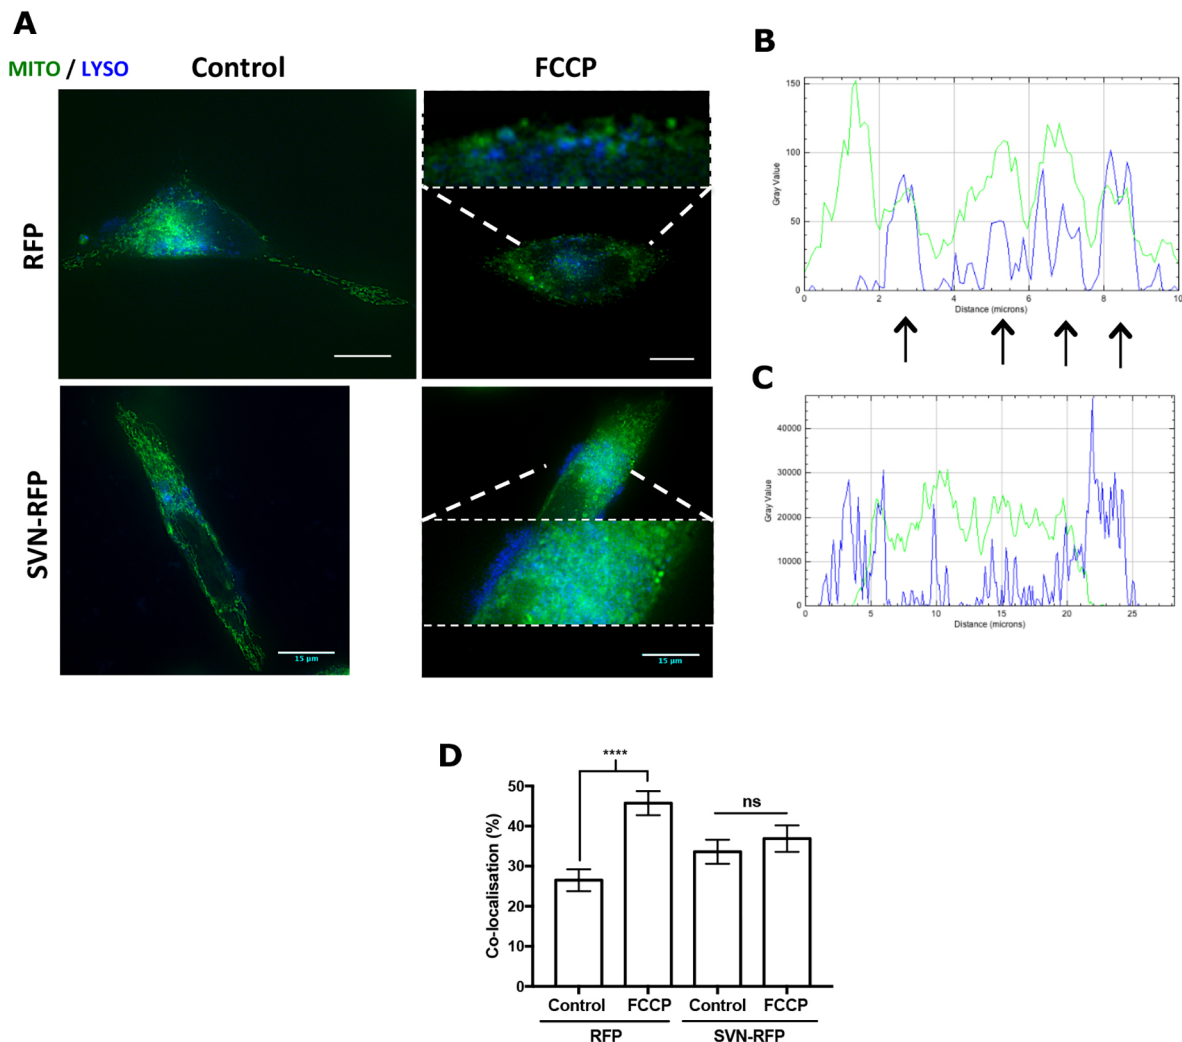 A
MITO / LYSO
Control
FCCP
RFP
SVN-RFP
15 μm
15 μm
B
150
100
50
0
Gray Value
0 2 4 6 8 10
Distance (microns)
C
40000
30000
20000
10000
0
Gray Value
0 5 10 15 20 25
Distance (microns)
D
****
ns
50
40
30
20
10
0
Co-localisation (%)
Control FCCP Control FCCP
RFP SVN-RFP